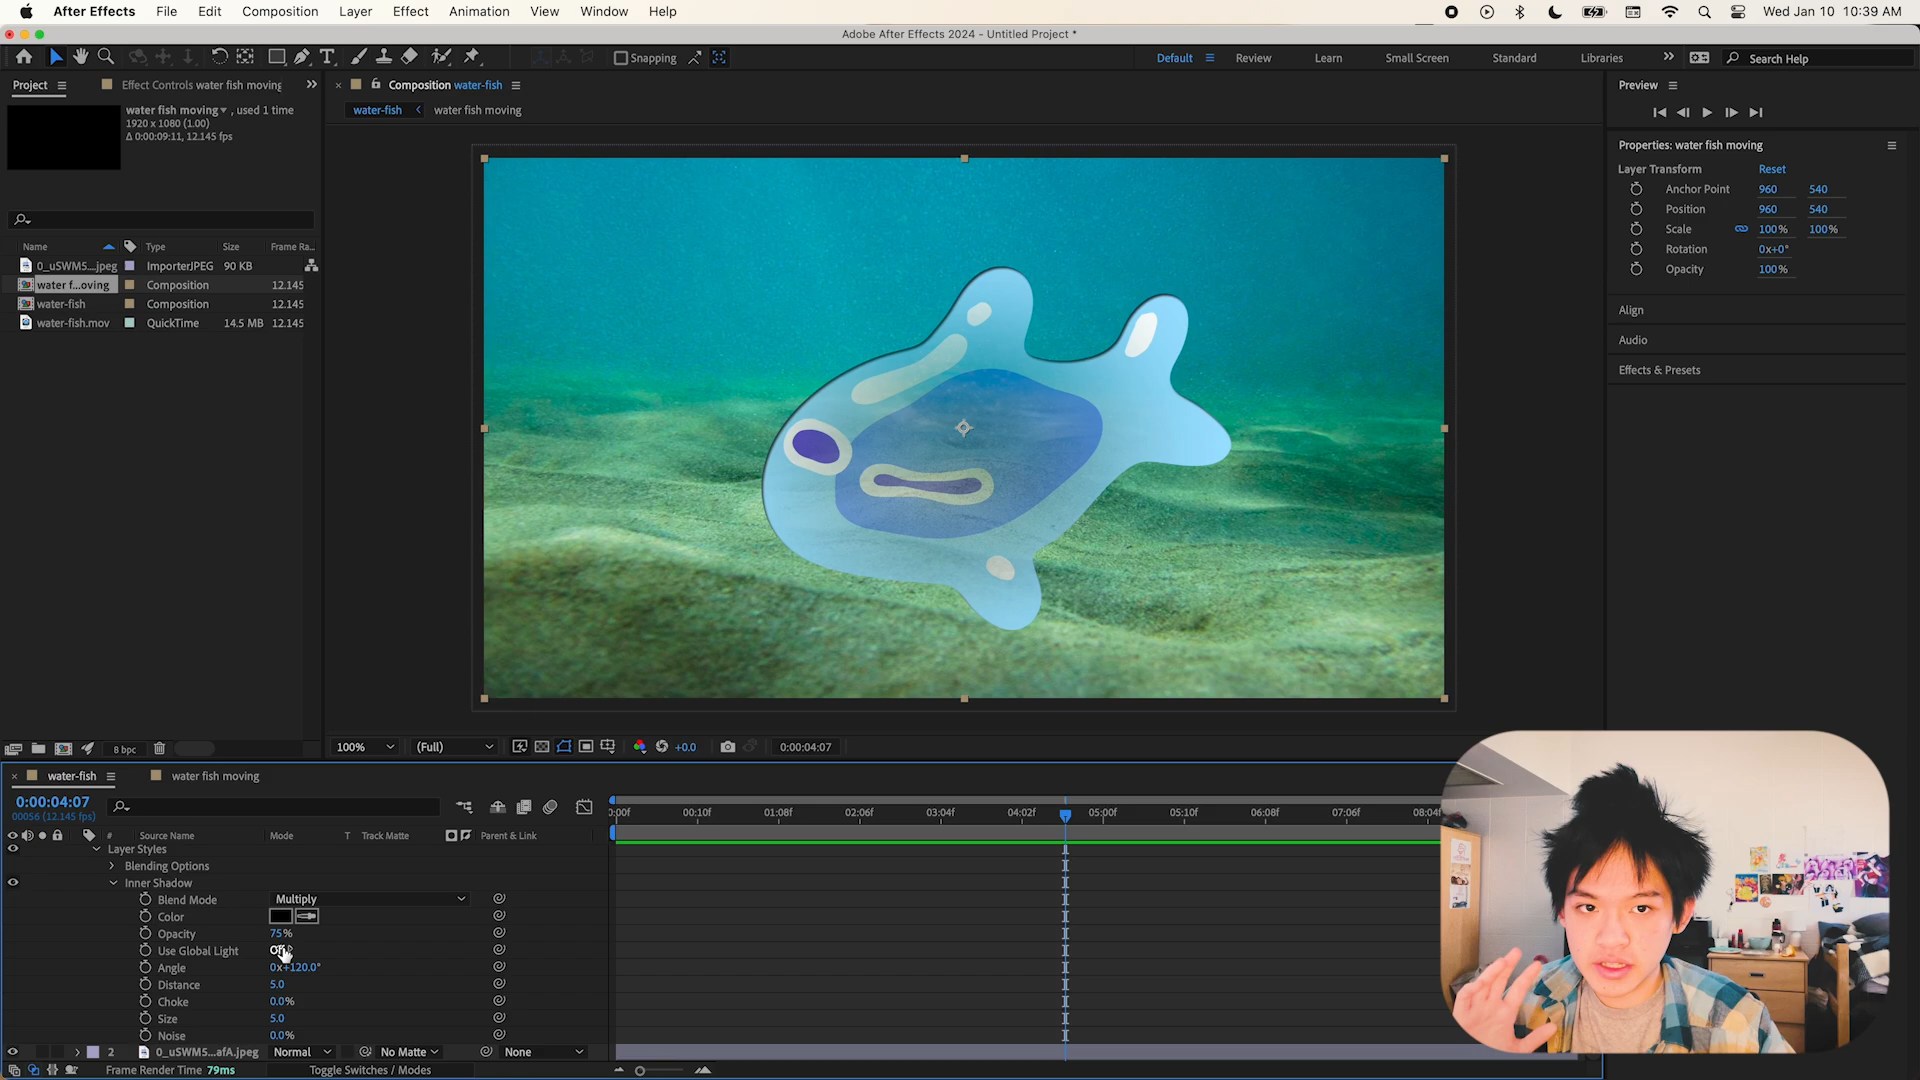 After Effects File Edit Composition Layer Effect Animation View Window Help Wed Jan 10 10:39 AM
Adobe After Effects 2024 - Untitled Project *
Snapping Default Review Learn Small Screen Standard Libraries Search Help
Project Effect Controls water fish moving
Composition water-fish
water-fish water fish moving
water fish moving , used 1 time
1920 x 1080 (1.00)
Δ 0:00:09:11, 12.145 fps
Name Type Size Frame Ra...
0_uSWM5....jpeg ImporterJPEG 90 KB
water f...oving Composition 12.145
water-fish Composition 12.145
water-fish.mov QuickTime 14.5 MB 12.145
8 bpc
100% (Full) +0.0 0:00:04:07
Preview
Properties: water fish moving
Layer Transform Reset
Anchor Point 960 540
Position 960 540
Scale 100% 100%
Rotation 0x+0°
Opacity 100%
Align
Audio
Effects & Presets
water-fish water fish moving
0:00:04:07
00056 (12.145 fps)
00:10f 01:08f 02:06f 03:04f 04:02f 05:00f 05:10f 06:08f 07:06f 08:04f
# Source Name Mode T Track Matte Parent & Link
Layer Styles
Blending Options
Inner Shadow
Blend Mode Multiply
Color
Opacity 75%
Use Global Light Off
Angle 0x+120.0°
Distance 5.0
Choke 0.0%
Size 5.0
Noise 0.0%
2 0_uSWM5...afA.jpeg Normal No Matte None
Frame Render Time 79ms Toggle Switches / Modes